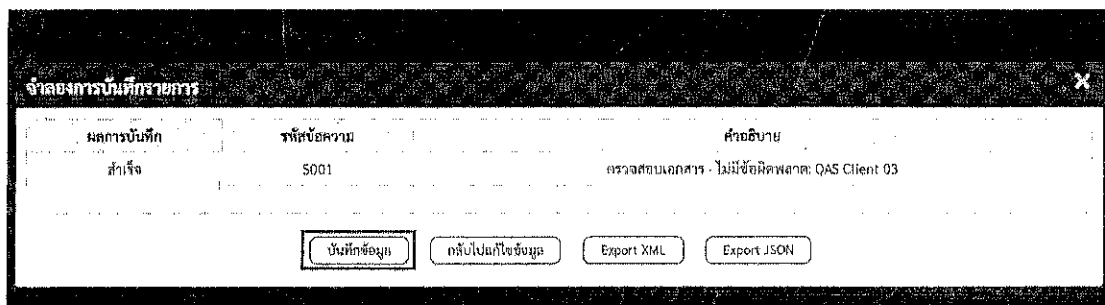 จำลองการบันทึกรายการ
ผลการบันทึก รหัสข้อความ คำอธิบาย
สำเร็จ S001 ตรวจสอบเอกสาร - ไม่มีข้อผิดพลาด: QAS Client 03
บันทึกข้อมูล กลับไปแก้ไขข้อมูล Export XML Export JSON